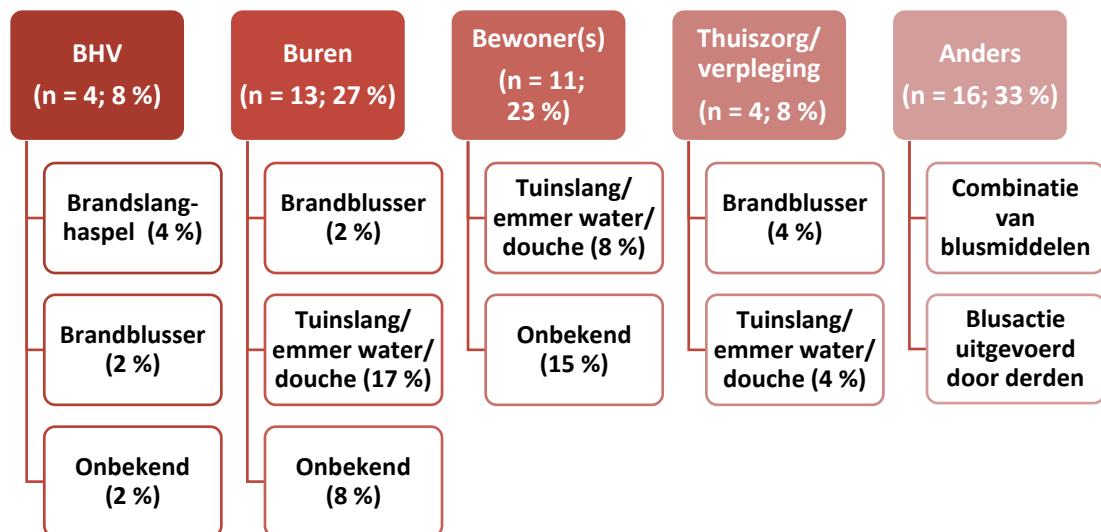 BHV
(n = 4; 8 %)
Brandslang-
haspel (4 %)
Brandblusser
(2 %)
Onbekend
(2 %)
Buren
(n = 13; 27 %)
Brandblusser
(2 %)
Tuinslang/
emmer water/
douche (17 %)
Onbekend
(8 %)
Bewoner(s)
(n = 11;
23 %)
Tuinslang/
emmer water/
douche (8 %)
Onbekend
(15 %)
Thuiszorg/
verpleging
(n = 4; 8 %)
Brandblusser
(4 %)
Tuinslang/
emmer water/
douche (4 %)
Anders
(n = 16; 33 %)
Combinatie
van
blusmiddelen
Blusactie
uitgevoerd
door derden